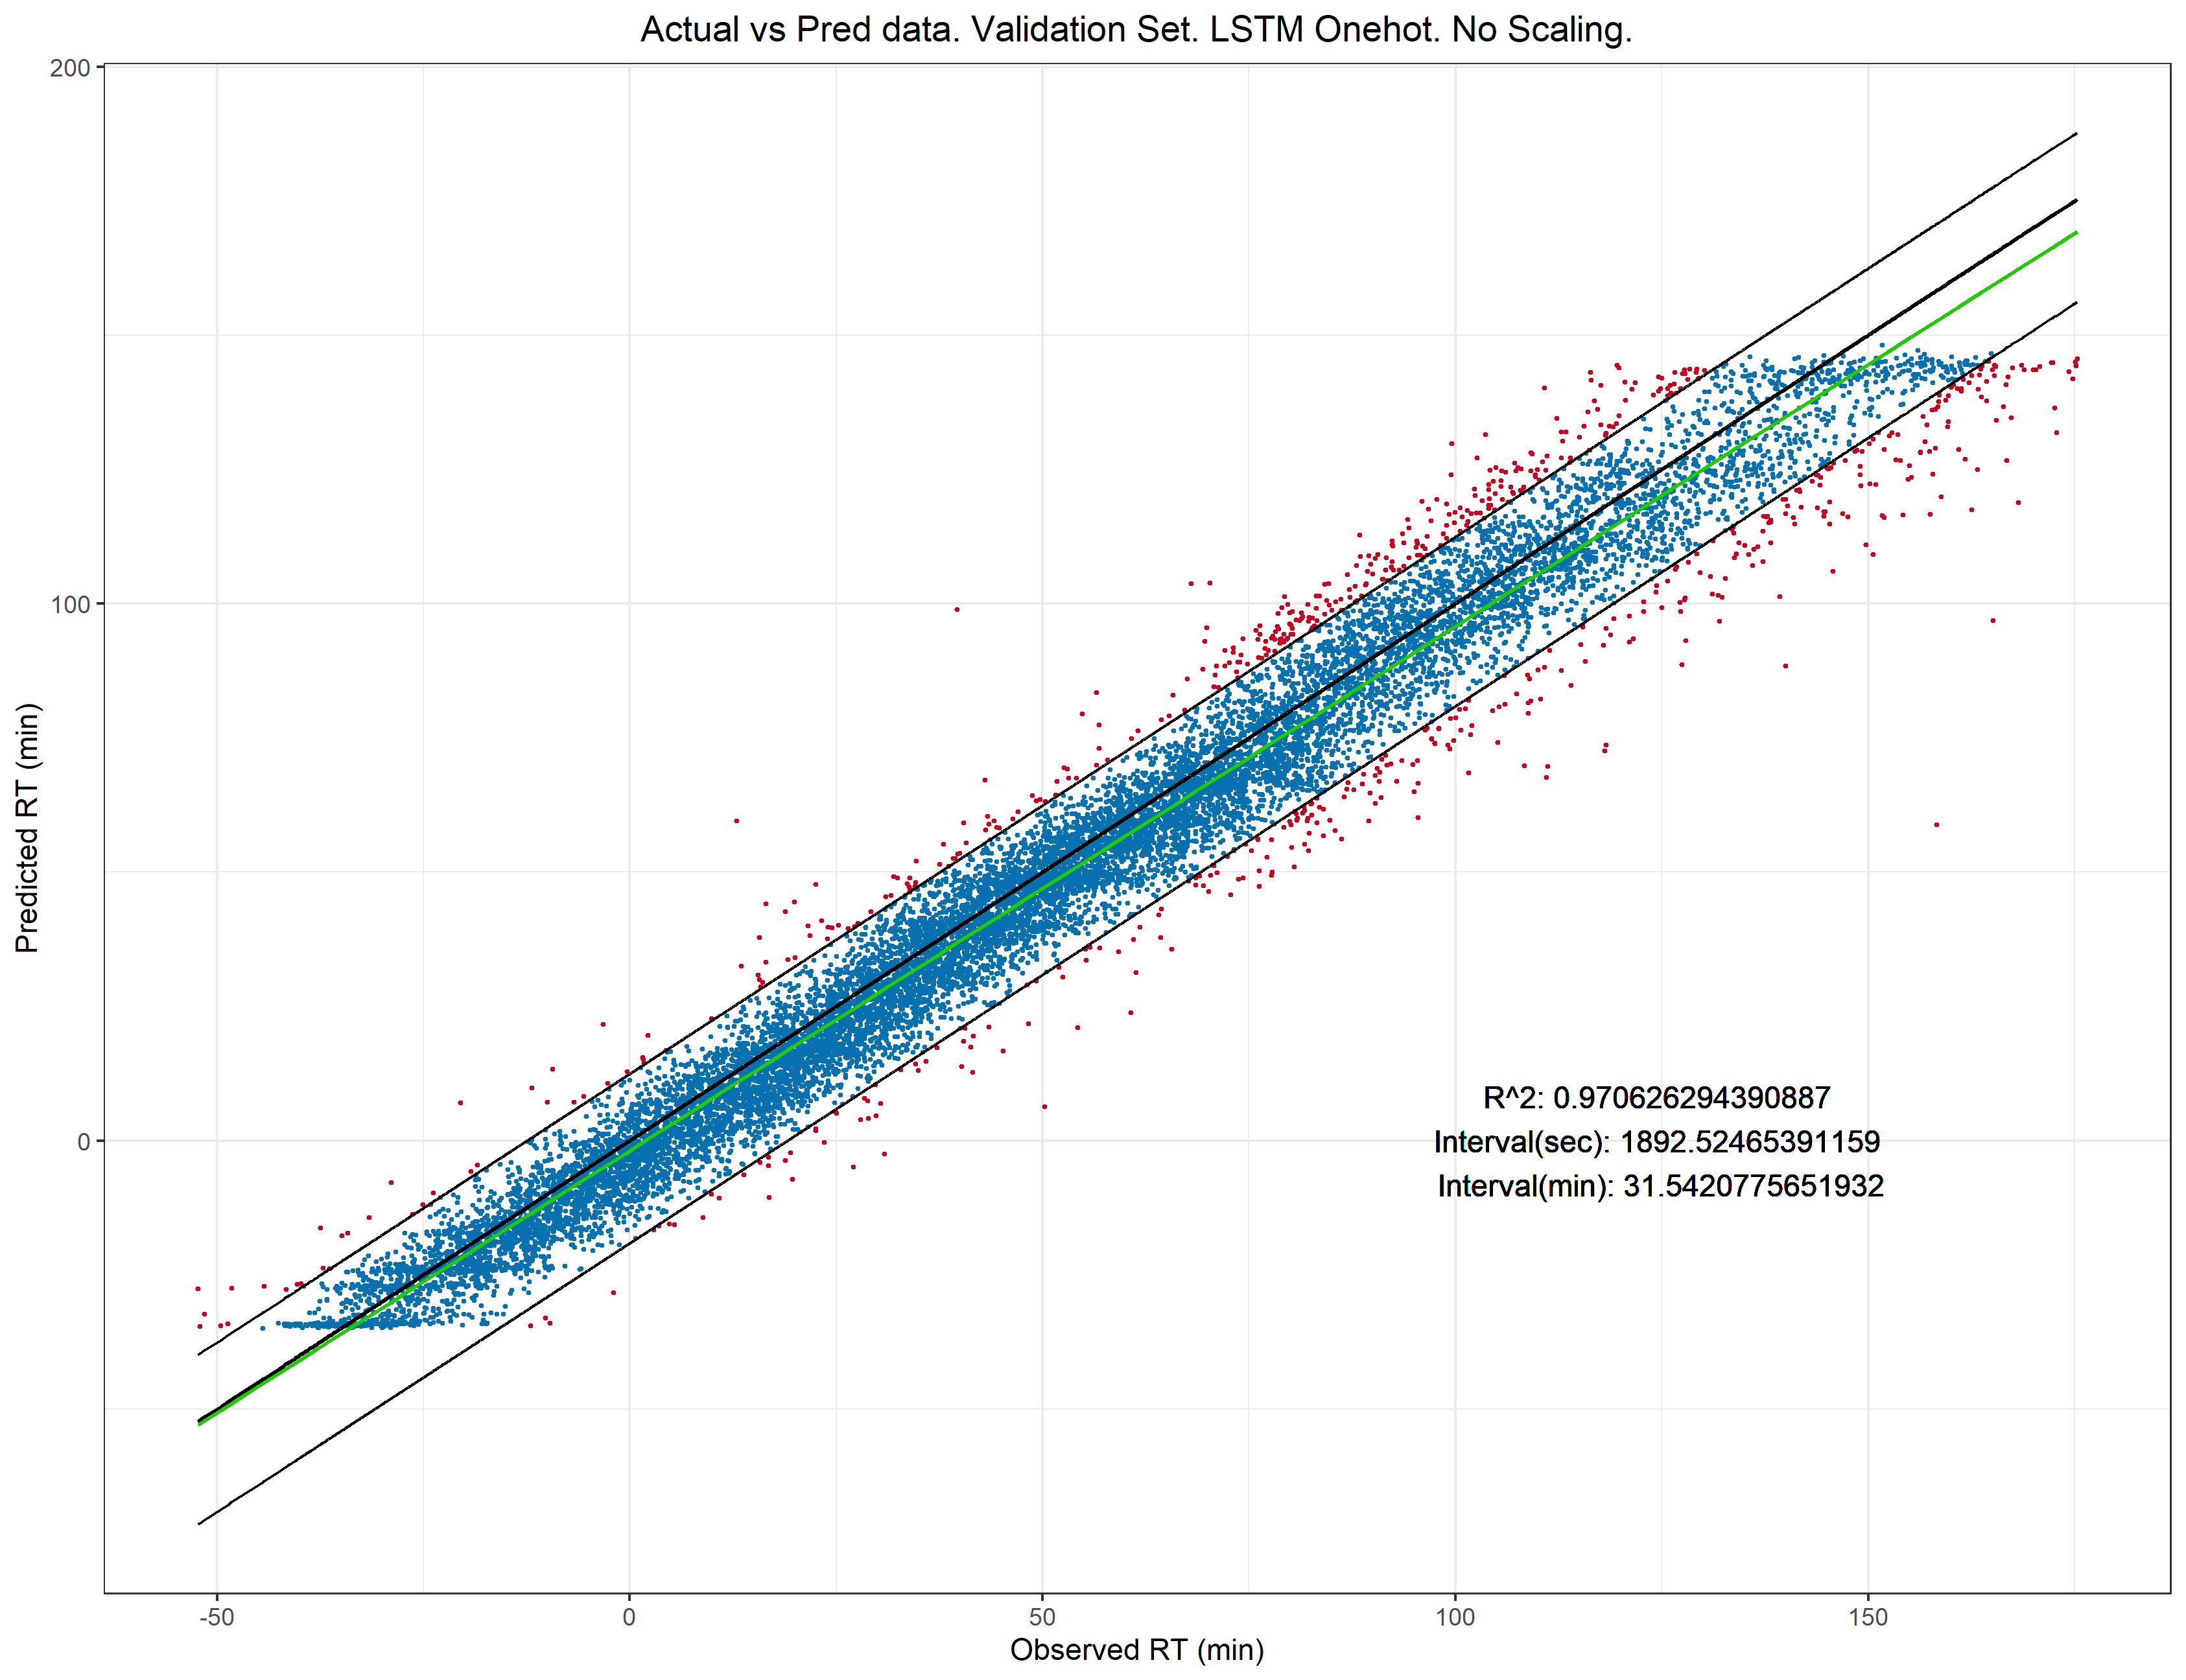 Actual vs Pred data. Validation Set. LSTM Onehot. No Scaling.
200
100
0
Predicted RT (min)
R^2: 0.970626294390887
Interval(sec): 1892.52465391159
Interval(min): 31.5420775651932
-50
0
50
100
150
Observed RT (min)